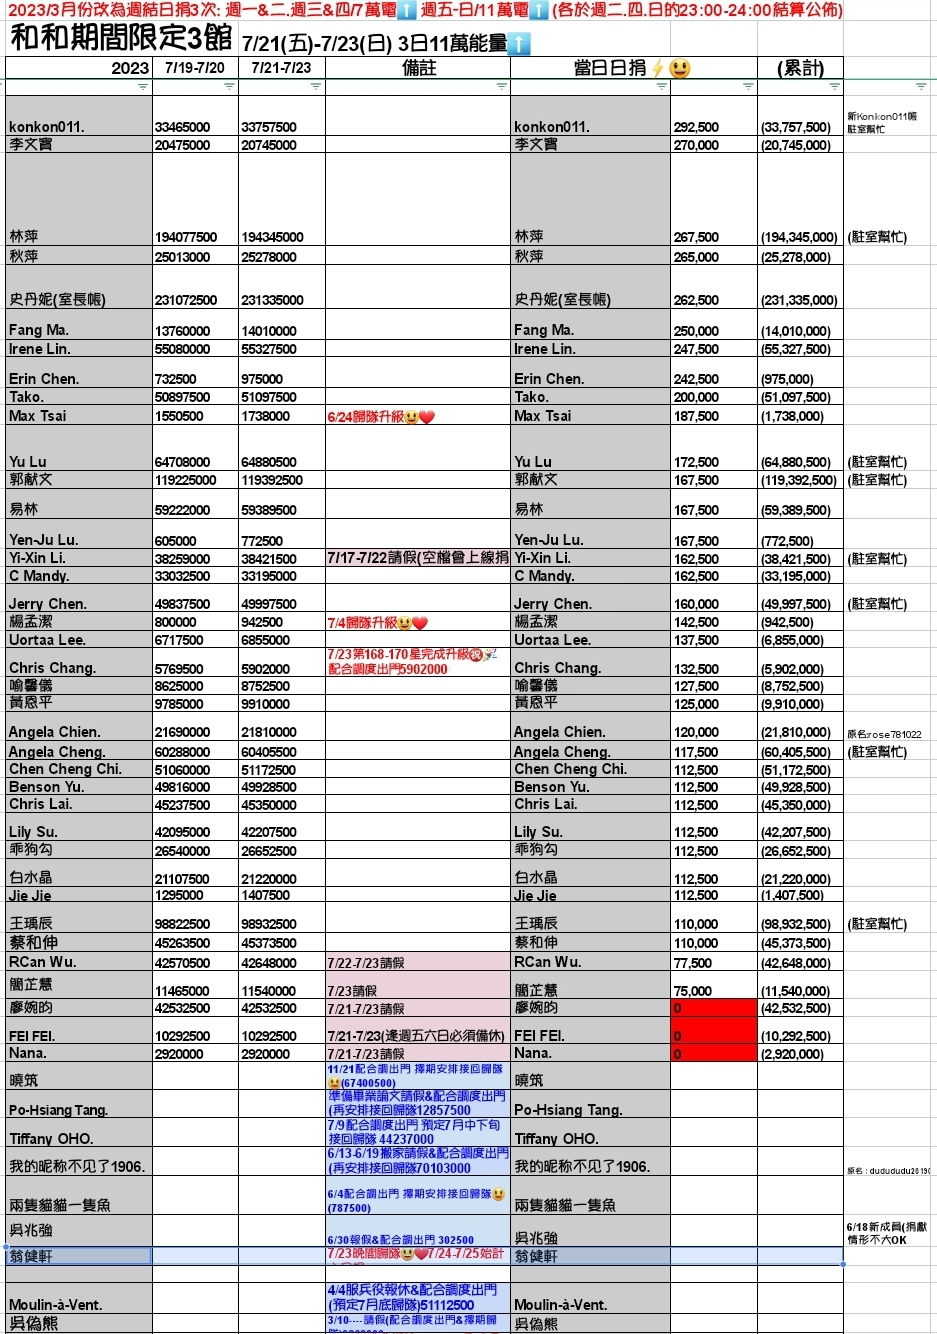 2023/3月份改為週結日捐3次: 週一&二.週三&四/7萬電⬆️ 週五-日/11萬電⬆️ (各於週二.四.日的23:00-24:00結算公佈)
和和期間限定3館 7/21(五)-7/23(日) 3日11萬能量⬆️
2023 7/19-7/20 7/21-7/23 備註 當日日捐⚡😃 (累計)
konkon011. 33465000 33757500 konkon011. 292,500 (33,757,500) 新Konkon011帳
駐室幫忙
李文寶 20475000 20745000 李文寶 270,000 (20,745,000)
林萍 194077500 194345000 林萍 267,500 (194,345,000) (駐室幫忙)
秋萍 25013000 25278000 秋萍 265,000 (25,278,000)
史丹妮(室長帳) 231072500 231335000 史丹妮(室長帳) 262,500 (231,335,000)
Fang Ma. 13760000 14010000 Fang Ma. 250,000 (14,010,000)
Irene Lin. 55080000 55327500 Irene Lin. 247,500 (55,327,500)
Erin Chen. 732500 975000 Erin Chen. 242,500 (975,000)
Tako. 50897500 51097500 Tako. 200,000 (51,097,500)
Max Tsai 1550500 1738000 6/24歸隊升級😃❤️ Max Tsai 187,500 (1,738,000)
Yu Lu 64708000 64880500 Yu Lu 172,500 (64,880,500) (駐室幫忙)
郭献文 119225000 119392500 郭献文 167,500 (119,392,500) (駐室幫忙)
易林 59222000 59389500 易林 167,500 (59,389,500)
Yen-Ju Lu. 605000 772500 Yen-Ju Lu. 167,500 (772,500)
Yi-Xin Li. 38259000 38421500 7/17-7/22請假(空檔曾上線捐 Yi-Xin Li. 162,500 (38,421,500) (駐室幫忙)
C Mandy. 33032500 33195000 C Mandy. 162,500 (33,195,000)
Jerry Chen. 49837500 49997500 Jerry Chen. 160,000 (49,997,500) (駐室幫忙)
楊孟潔 800000 942500 7/4歸隊升級😃❤️ 楊孟潔 142,500 (942,500)
Uortaa Lee. 6717500 6855000 Uortaa Lee. 137,500 (6,855,000)
7/23第168-170星完成升級㊗️🎉
Chris Chang. 5769500 5902000 配合調度出門5902000 Chris Chang. 132,500 (5,902,000)
喻馨儀 8625000 8752500 喻馨儀 127,500 (8,752,500)
黃恩平 9785000 9910000 黃恩平 125,000 (9,910,000)
Angela Chien. 21690000 21810000 Angela Chien. 120,000 (21,810,000) 原名:rose781022
Angela Cheng. 60288000 60405500 Angela Cheng. 117,500 (60,405,500) (駐室幫忙)
Chen Cheng Chi. 51060000 51172500 Chen Cheng Chi. 112,500 (51,172,500)
Benson Yu. 49816000 49928500 Benson Yu. 112,500 (49,928,500)
Chris Lai. 45237500 45350000 Chris Lai. 112,500 (45,350,000)
Lily Su. 42095000 42207500 Lily Su. 112,500 (42,207,500)
乖狗勾 26540000 26652500 乖狗勾 112,500 (26,652,500)
白水晶 21107500 21220000 白水晶 112,500 (21,220,000)
Jie Jie 1295000 1407500 Jie Jie 112,500 (1,407,500)
王瑀辰 98822500 98932500 王瑀辰 110,000 (98,932,500) (駐室幫忙)
蔡和伸 45263500 45373500 蔡和伸 110,000 (45,373,500)
RCan Wu. 42570500 42648000 7/22-7/23請假 RCan Wu. 77,500 (42,648,000)
簡芷慧 11465000 11540000 7/23請假 簡芷慧 75,000 (11,540,000)
廖婉昀 42532500 42532500 7/21-7/23請假 廖婉昀 0 (42,532,500)
FEI FEI. 10292500 10292500 7/21-7/23(逢週五六日必須備休) FEI FEI. 0 (10,292,500)
Nana. 2920000 2920000 7/21-7/23請假 Nana. 0 (2,920,000)
11/21配合調出門 擇期安排接回歸隊
曉筑 😃(67400500) 曉筑
準備畢業論文請假&配合調度出門
Po-Hsiang Tang. (再安排接回歸隊12857500 Po-Hsiang Tang.
7/9配合調度出門 預定7月中下旬
Tiffany OHO. 接回歸隊 44237000 Tiffany OHO.
6/13-6/19搬家請假&配合調度出門
我的昵称不见了1906. (再安排接回歸隊70103000 我的昵称不见了1906. 原名：dudududu20190
6/4配合調出門 擇期安排接回歸隊😃
兩隻貓貓一隻魚 (787500) 兩隻貓貓一隻魚
吳兆強 6/30報假&配合調出門 302500 吳兆強 6/18新成員(捐獻
情形不大OK
翁健軒 7/23晚間歸隊😃❤️7/24-7/25始計 翁健軒
4/4服兵役報休&配合調度出門
Moulin-à-Vent. (預定7月底歸隊)51112500 Moulin-à-Vent.
吳偽熊 3/10----請假(配合調度出門&擇期歸 吳偽熊